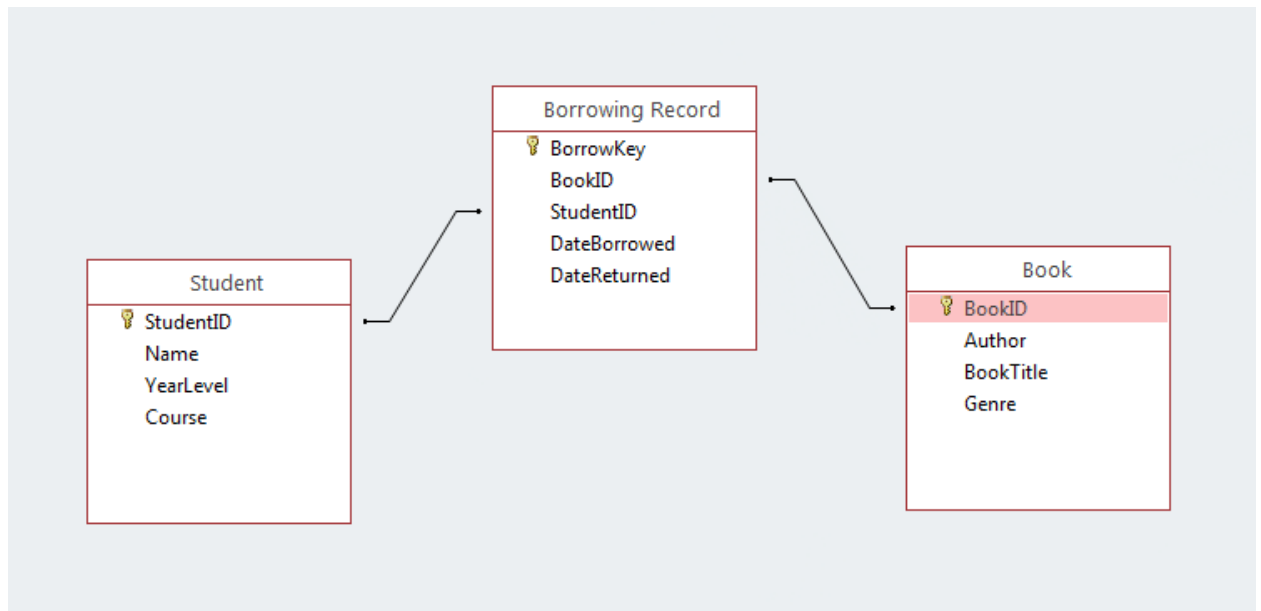 Borrowing Record
BorrowKey
BookID
StudentID
DateBorrowed
DateReturned
Student
StudentID
Name
YearLevel
Course
Book
BookID
Author
BookTitle
Genre